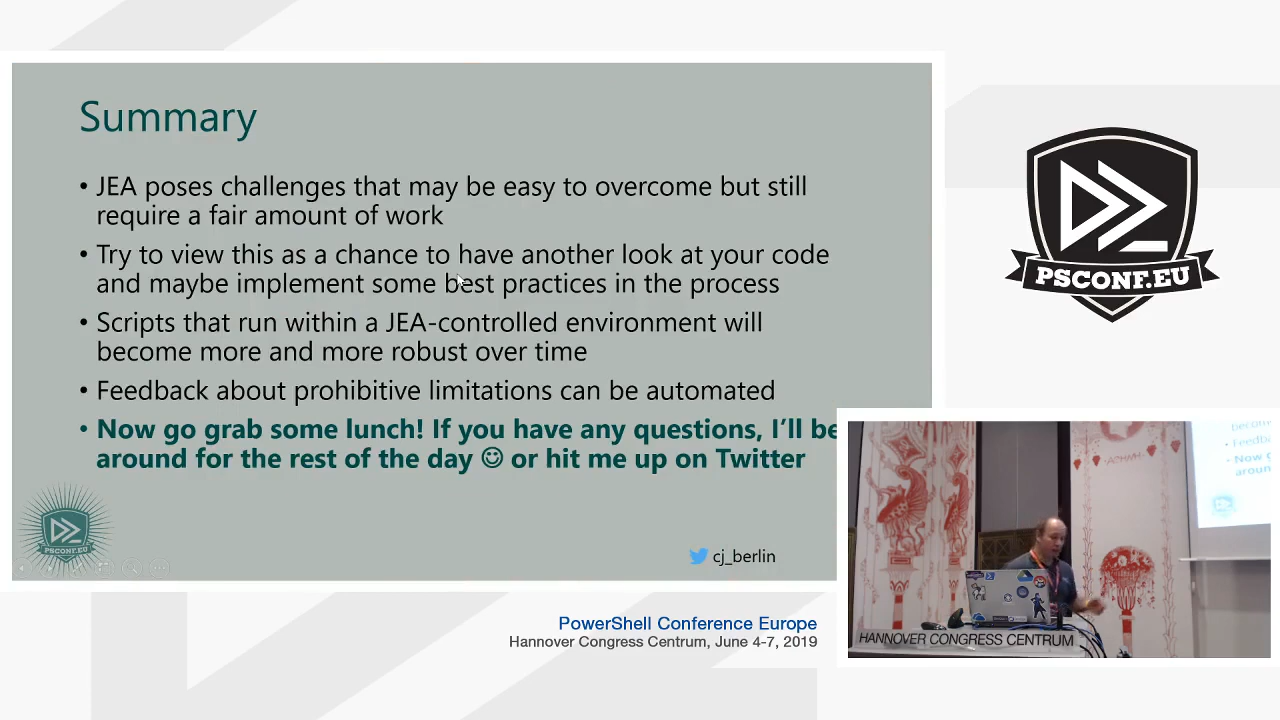 Summary
• JEA poses challenges that may be easy to overcome but still
require a fair amount of work
• Try to view this as a chance to have another look at your code
and maybe implement some best practices in the process
• Scripts that run within a JEA-controlled environment will
become more and more robust over time
• Feedback about prohibitive limitations can be automated
• Now go grab some lunch! If you have any questions, I'll be
around for the rest of the day ☺ or hit me up on Twitter
PSCONF.EU
cj_berlin
PSCONF.EU
PowerShell Conference Europe
Hannover Congress Centrum, June 4-7, 2019
Now g
around
HANNOVER CONGRESS CENTRUM